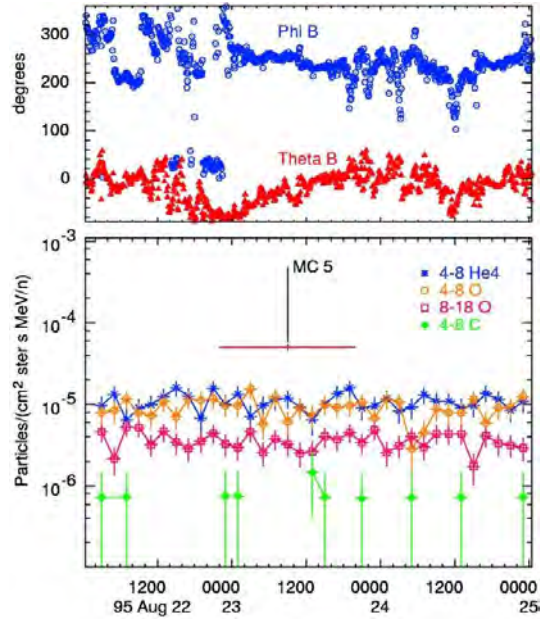 300
200
100
0
degrees
Phi B
Theta B
10-3
10-4
10-5
10-6
Particles/(cm2 ster s MeV/n)
MC 5
4-8 He4
4-8 O
8-18 O
4-8 C
1200 0000 1200 0000 1200 0000
95 Aug 22 23 24 25